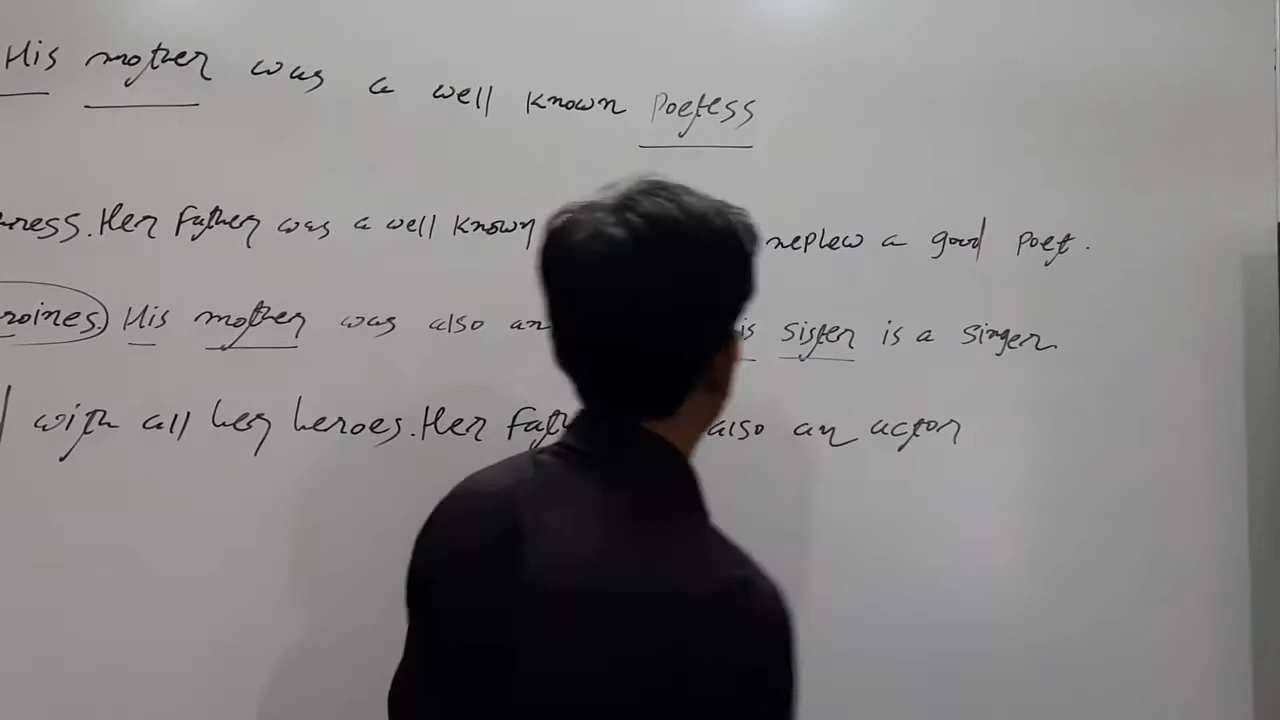 His mother was a well known Poetess
ress. Her Father was a well known nephew a good Poet.
roines. His mother was also an is sister is a singer.
with all her heroes. Her Fath also an actor